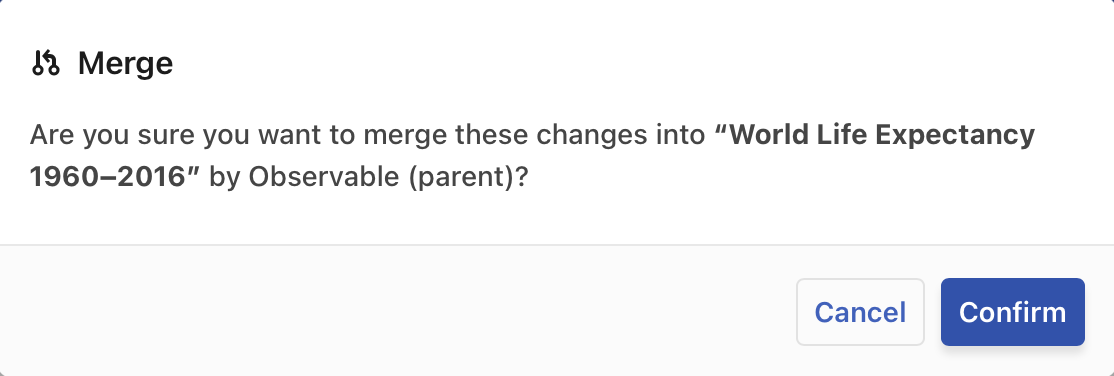 Merge
Are you sure you want to merge these changes into “World Life Expectancy
1960–2016” by Observable (parent)?
Cancel
Confirm